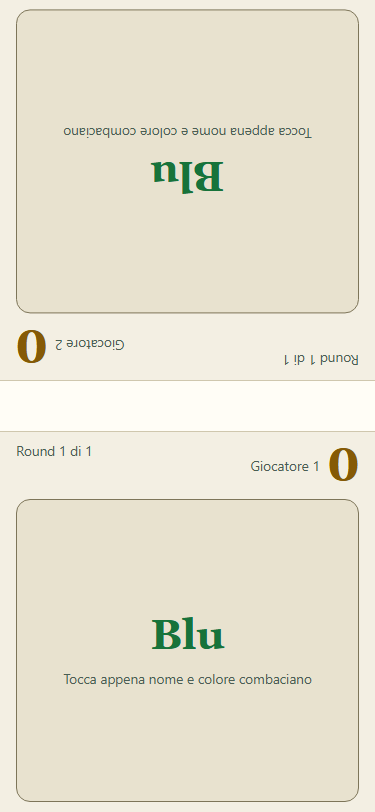 Tocca appena nome e colore combaciano
Blu
0 Giocatore 2
Round 1 di 1
Round 1 di 1
Giocatore 1 0
Blu
Tocca appena nome e colore combaciano